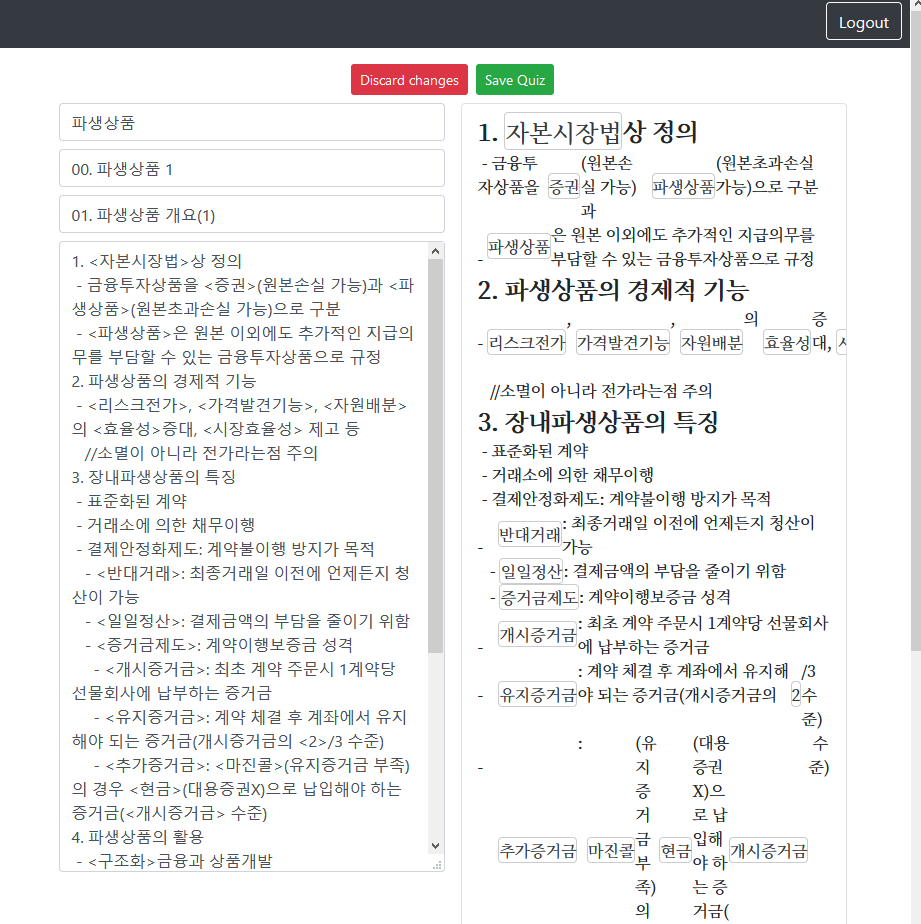 Logout
Discard changes
Save Quiz
파생상품
00. 파생상품 1
01. 파생상품 개요(1)
1. <자본시장법>상 정의
- 금융투자상품을 <증권>(원본손실 가능)과 <파
생상품>(원본초과손실 가능)으로 구분
- <파생상품>은 원본 이외에도 추가적인 지급의
무를 부담할 수 있는 금융투자상품으로 규정
2. 파생상품의 경제적 기능
- <리스크전가>, <가격발견기능>, <자원배분>
의 <효율성>증대, <시장효율성> 제고 등
//소멸이 아니라 전가라는점 주의
3. 장내파생상품의 특징
- 표준화된 계약
- 거래소에 의한 채무이행
- 결제안정화제도: 계약불이행 방지가 목적
- <반대거래>: 최종거래일 이전에 언제든지 청
산이 가능
- <일일정산>: 결제금액의 부담을 줄이기 위함
- <증거금제도>: 계약이행보증금 성격
- <개시증거금>: 최초 계약 주문시 1계약당
선물회사에 납부하는 증거금
- <유지증거금>: 계약 체결 후 계좌에서 유지
해야 되는 증거금(개시증거금의 <2>/3 수준)
- <추가증거금>: <마진콜>(유지증거금 부족)
의 경우 <현금>(대용증권X)으로 납입해야 하는
증거금(<개시증거금> 수준)
4. 파생상품의 활용
- <구조화>금융과 상품개발
1. 자본시장법상 정의
- 금융투 (원본손 (원본초과손실
자상품을 증권실 가능) 파생상품가능)으로 구분
과
은 원본 이외에도 추가적인 지급의무를
- 파생상품
부담할 수 있는 금융투자상품으로 규정
2. 파생상품의 경제적 기능
, , 의 증
- 리스크전가 가격발견기능 자원배분 효율성대,
//소멸이 아니라 전가라는점 주의
3. 장내파생상품의 특징
- 표준화된 계약
- 거래소에 의한 채무이행
- 결제안정화제도: 계약불이행 방지가 목적
: 최종거래일 이전에 언제든지 청산이
- 반대거래
가능
- 일일정산: 결제금액의 부담을 줄이기 위함
- 증거금제도: 계약이행보증금 성격
: 최초 계약 주문시 1계약당 선물회사
- 개시증거금
에 납부하는 증거금
: 계약 체결 후 계좌에서 유지해 /3
- 유지증거금야 되는 증거금(개시증거금의 2수
준)
: (유 (대용 수
- 지 증권 준)
증 X)으
거 로 납
추가증거금 마진콜금 현금입해 개시증거금
부 야 하
족) 는 증
의 거금(